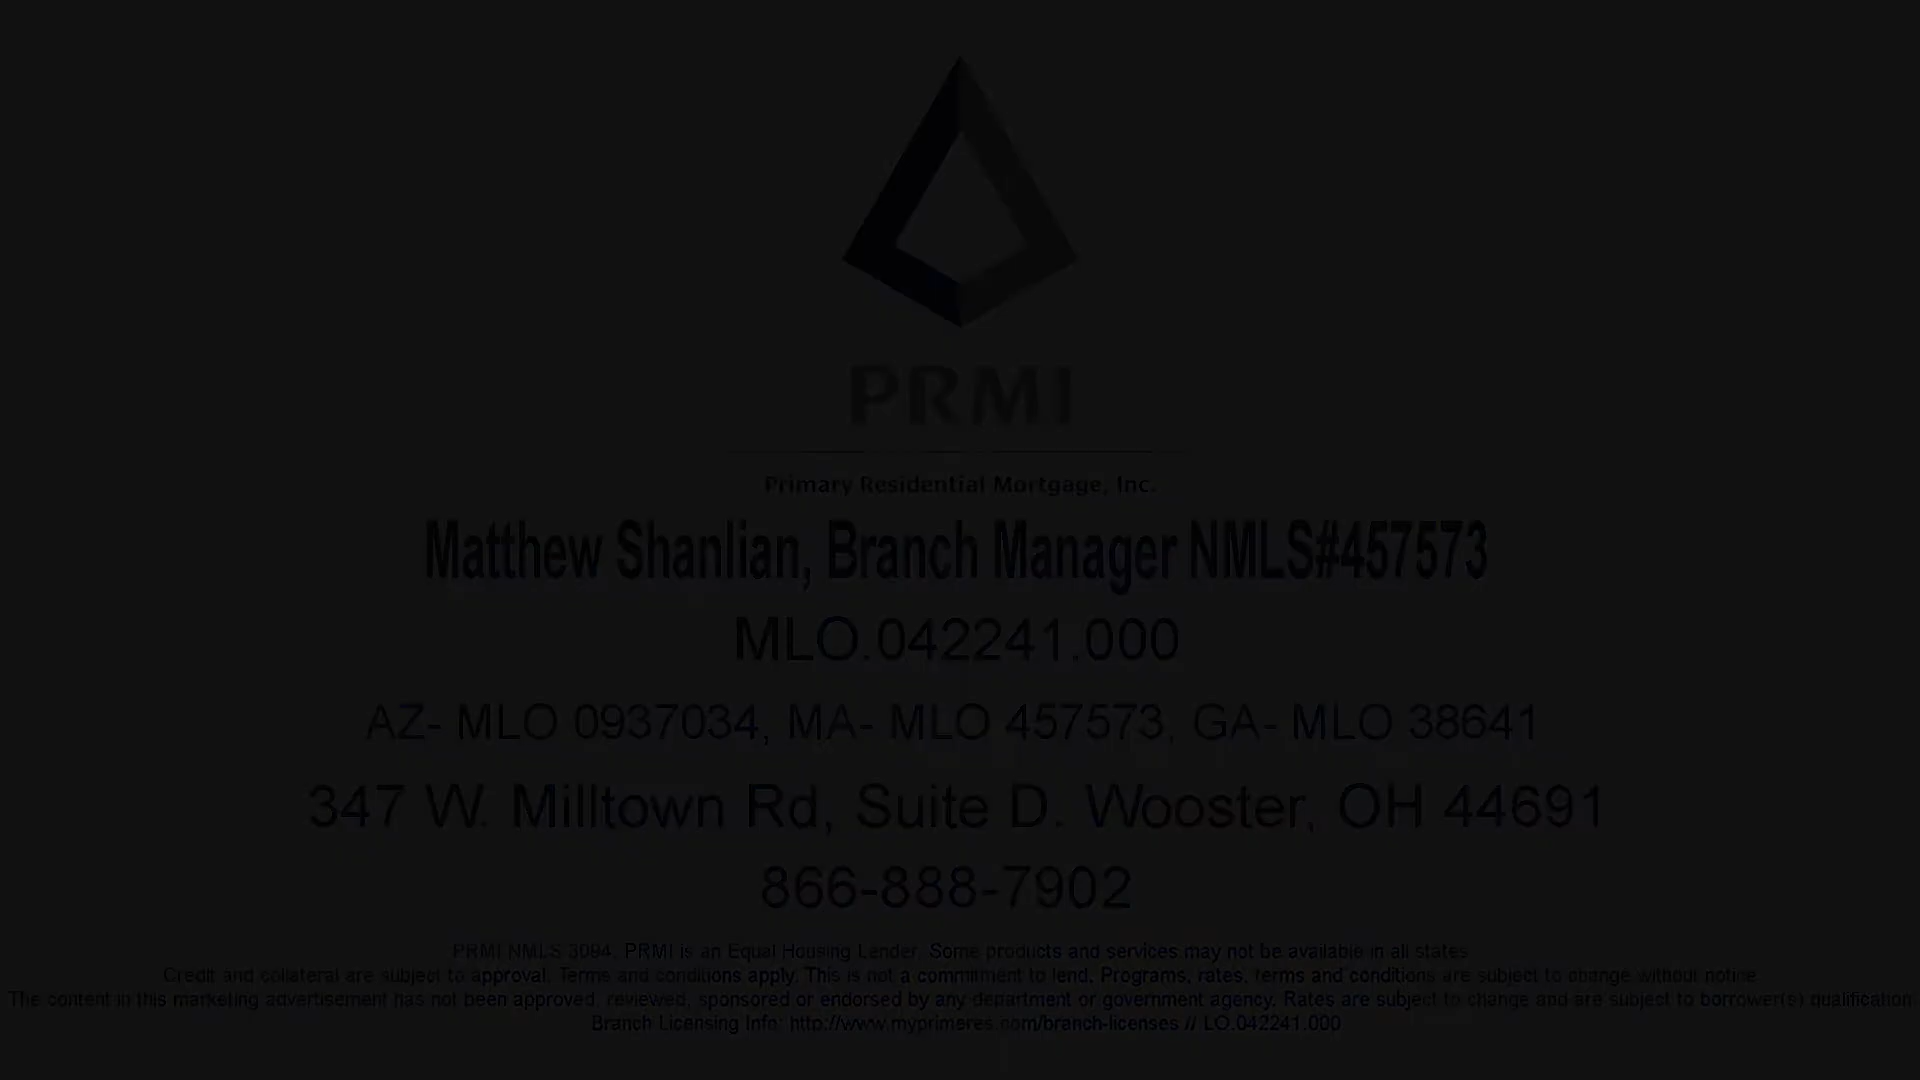 PRMI
Primary Residential Mortgage, Inc.
Matthew Shanlian, Branch Manager NMLS#457573
MLO.042241.000
AZ- MLO 0937034, MA- MLO 457573, GA- MLO 38641
347 W. Milltown Rd, Suite D. Wooster, OH 44691
866-888-7902
PRMI NMLS 3094. PRMI is an Equal Housing Lender. Some products and services may not be available in all states.
Credit and collateral are subject to approval. Terms and conditions apply. This is not a commitment to lend. Programs, rates, terms and conditions are subject to change without notice.
The content in this marketing advertisement has not been approved, reviewed, sponsored or endorsed by any department or government agency. Rates are subject to change and are subject to borrower(s) qualification.
Branch Licensing Info: http://www.myprimeres.com/branch-licenses // LO.042241.000